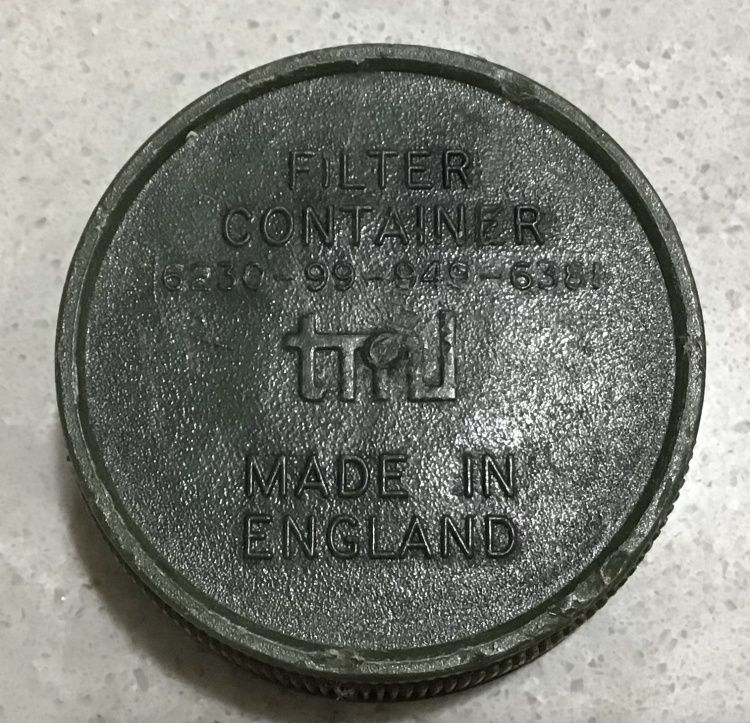 FILTER
CONTAINER
6230-99-949-6381
MADE IN
ENGLAND